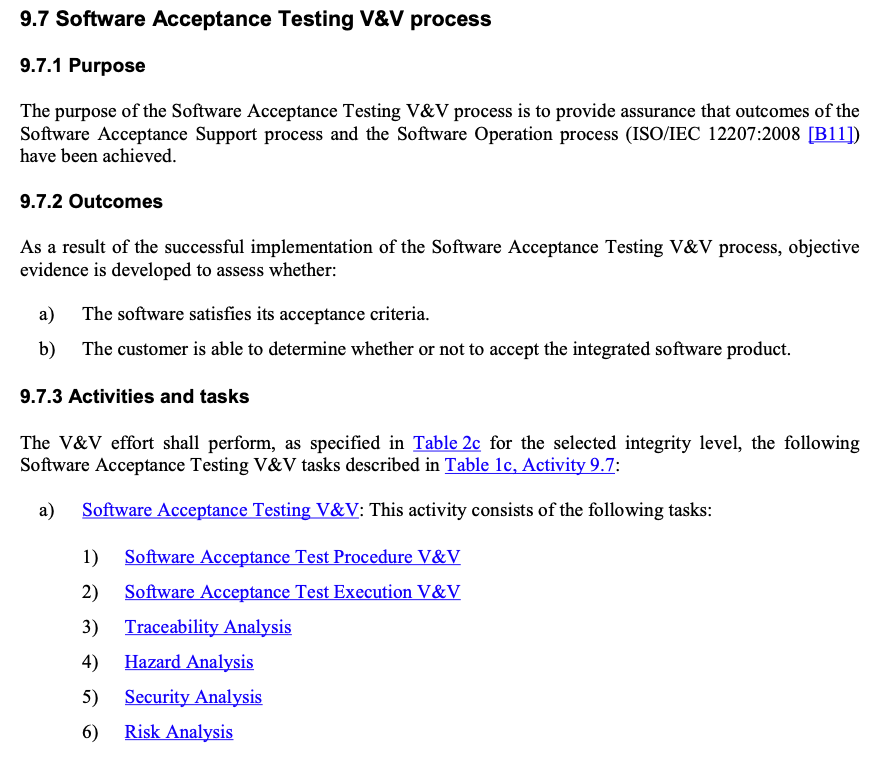 9.7 Software Acceptance Testing V&V process
9.7.1 Purpose
The purpose of the Software Acceptance Testing V&V process is to provide assurance that outcomes of the
Software Acceptance Support process and the Software Operation process (ISO/IEC 12207:2008 [B11])
have been achieved.
9.7.2 Outcomes
As a result of the successful implementation of the Software Acceptance Testing V&V process, objective
evidence is developed to assess whether:
a) The software satisfies its acceptance criteria.
b) The customer is able to determine whether or not to accept the integrated software product.
9.7.3 Activities and tasks
The V&V effort shall perform, as specified in Table 2c for the selected integrity level, the following
Software Acceptance Testing V&V tasks described in Table 1c, Activity 9.7:
a) Software Acceptance Testing V&V: This activity consists of the following tasks:
1) Software Acceptance Test Procedure V&V
2) Software Acceptance Test Execution V&V
3) Traceability Analysis
4) Hazard Analysis
5) Security Analysis
6) Risk Analysis